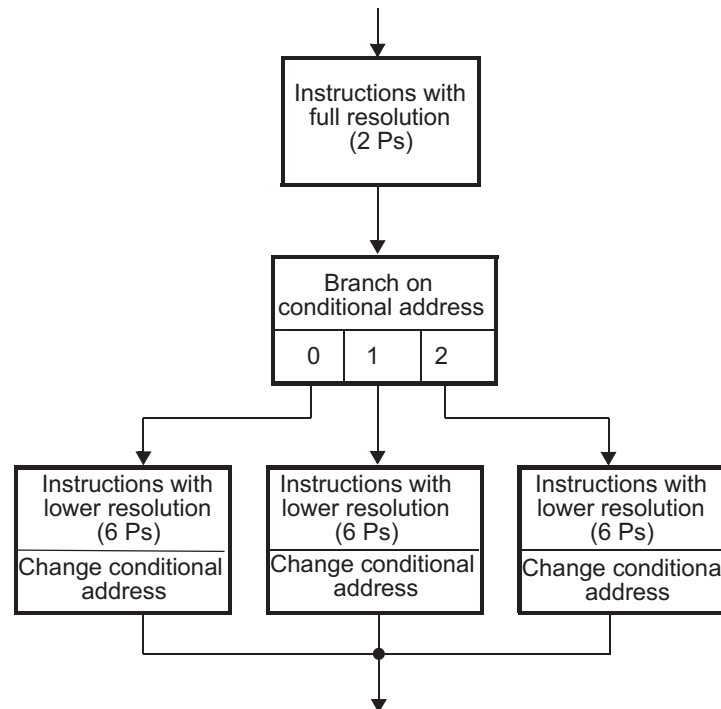 Instructions with
full resolution
(2 Ps)
Branch on
conditional address
0 1 2
Instructions with
lower resolution
(6 Ps)
Change conditional
address
Instructions with
lower resolution
(6 Ps)
Change conditional
address
Instructions with
lower resolution
(6 Ps)
Change conditional
address